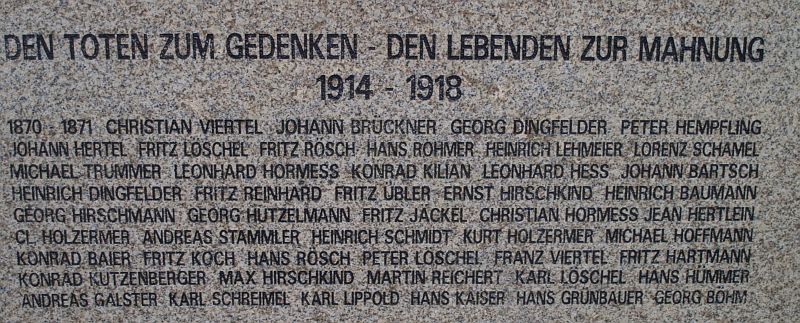 DEN TOTEN ZUM GEDENKEN - DEN LEBENDEN ZUR MAHNUNG
1914 - 1918
1870 - 1871 CHRISTIAN VIERTEL JOHANN BRÜCKNER GEORG DINGFELDER PETER HEMPFLING
JOHANN HERTEL FRITZ LÖSCHEL FRITZ RÖSCH HANS ROHMER HEINRICH LEHMEIER LORENZ SCHAMEL
MICHAEL TRUMMER LEONHARD HORMESS KONRAD KILIAN LEONHARD HESS JOHANN BARTSCH
HEINRICH DINGFELDER FRITZ REINHARD FRITZ ÜBLER ERNST HIRSCHKIND HEINRICH BAUMANN
GEORG HIRSCHMANN GEORG HUTZELMANN FRITZ JÄCKEL CHRISTIAN HORMESS JEAN HERTLEIN
CL. HOLZERMER ANDREAS STAMMLER HEINRICH SCHMIDT KURT HOLZERMER MICHAEL HOFFMANN
KONRAD BAIER FRITZ KOCH HANS RÖSCH PETER LÖSCHEL FRANZ VIERTEL FRITZ HARTMANN
KONRAD KUTZENBERGER MAX HIRSCHKIND MARTIN REICHERT KARL LÖSCHEL HANS HÜMMER
ANDREAS GALSTER KARL SCHREIMEL KARL LIPPOLD HANS KAISER HANS GRÜNBAUER GEORG BÖHM